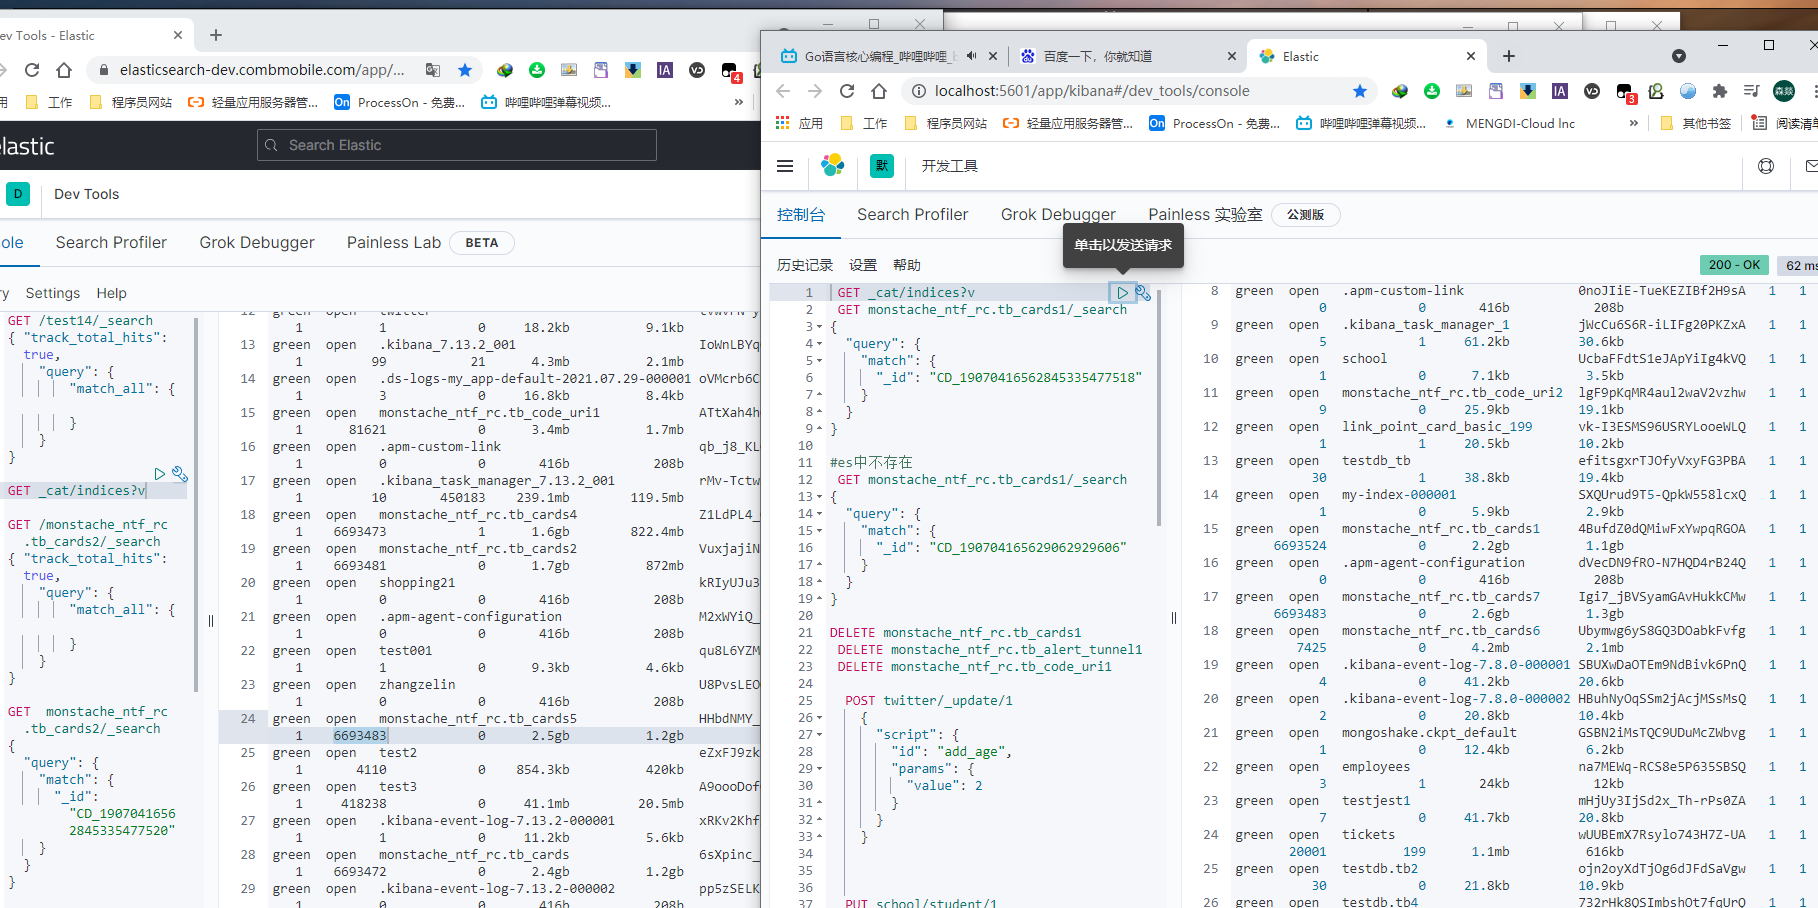 Dev Tools - Elastic
elasticsearch-dev.combmobile.com/app/...
工作
程序员网站
轻量应用服务器管...
ProcessOn - 免费...
哔哩哔哩弹幕视频...
»
elastic
Search Elastic
D
Dev Tools
Search Profiler
Grok Debugger
Painless Lab
BETA
Settings
Help
GET /test14/_search
{ "track_total_hits":
true,
"query": {
"match_all": {
}
}
}
GET _cat/indices?v
GET /monstache_ntf_rc
.tb_cards2/_search
{ "track_total_hits":
true,
"query": {
"match_all": {
}
}
}
GET monstache_ntf_rc
.tb_cards2/_search
{
"query": {
"match": {
"_id":
"CD_1907041656
2845335477520"
}
}
}
1 1 0 18.2kb 9.1kb
13 green open .kibana_7.13.2_001 IoWnLBYq
1 99 21 4.3mb 2.1mb
14 green open .ds-logs-my_app-default-2021.07.29-000001 oVMcrb6C
1 3 0 16.8kb 8.4kb
15 green open monstache_ntf_rc.tb_code_uri1 ATtXah4h
1 81621 0 3.4mb 1.7mb
16 green open .apm-custom-link qb_j8_KL
1 0 0 416b 208b
17 green open .kibana_task_manager_7.13.2_001 rMv-Tctw
1 10 450183 239.1mb 119.5mb
18 green open monstache_ntf_rc.tb_cards4 Z1LdPL4_
1 6693473 1 1.6gb 822.4mb
19 green open monstache_ntf_rc.tb_cards2 VuxjajiN
1 6693481 0 1.7gb 872mb
20 green open shopping21 kRIyUJu3
1 0 0 416b 208b
21 green open .apm-agent-configuration M2xWYiQ_
1 0 0 416b 208b
22 green open test001 qu8L6YZM
1 1 0 9.3kb 4.6kb
23 green open zhangzelin U8PvsLEO
1 0 0 416b 208b
24 green open monstache_ntf_rc.tb_cards5 HHbdNMY_
1 6693483 0 2.5gb 1.2gb
25 green open test2 eZxFJ9zk
1 4110 0 854.3kb 420kb
26 green open test3 A9oooDof
1 418238 0 41.1mb 20.5mb
27 green open .kibana-event-log-7.13.2-000001 xRKv2Khf
1 1 0 11.2kb 5.6kb
28 green open monstache_ntf_rc.tb_cards 6sXpinc_
1 6693472 0 2.4gb 1.2gb
29 green open .kibana-event-log-7.13.2-000002 pp5zSELK
1 0 0 416b 208b
Go语言核心编程_哔哩哔哩_
百度一下，你就知道
Elastic
localhost:5601/app/kibana#/dev_tools/console
应用
工作
程序员网站
轻量应用服务器管...
ProcessOn - 免费...
哔哩哔哩弹幕视频...
MENGDI-Cloud Inc
»
其他书签
阅读清单
默
开发工具
控制台
Search Profiler
Grok Debugger
Painless 实验室
公测版
单击以发送请求
历史记录
设置
帮助
200 - OK
62 ms
1 GET _cat/indices?v
2 GET monstache_ntf_rc.tb_cards1/_search
3 {
4 "query": {
5 "match": {
6 "_id": "CD_19070416562845335477518"
7 }
8 }
9 }
10
11 #es中不存在
12 GET monstache_ntf_rc.tb_cards1/_search
13 {
14 "query": {
15 "match": {
16 "_id": "CD_190704165629062929606"
17 }
18 }
19 }
20
21 DELETE monstache_ntf_rc.tb_cards1
22 DELETE monstache_ntf_rc.tb_alert_tunnel1
23 DELETE monstache_ntf_rc.tb_code_uri1
24
25 POST twitter/_update/1
26 {
27 "script": {
28 "id": "add_age",
29 "params": {
30 "value": 2
31 }
32 }
33 }
34
35
36
37 PUT school/student/1
8 green open .apm-custom-link 0noJIiE-TueKEZIBf2H9sA 1 1
0 0 416b 208b
9 green open .kibana_task_manager_1 jWcCu6S6R-iLIFg20PKZxA 1 1
5 1 61.2kb 30.6kb
10 green open school UcbaFFdtS1eJApYiIg4kVQ 1 1
1 0 7.1kb 3.5kb
11 green open monstache_ntf_rc.tb_code_uri2 lgF9pKqMR4aul2waV2vzhw 1 1
9 0 25.9kb 19.1kb
12 green open link_point_card_basic_199 vk-I3ESMS96USRYLooeWLQ 1 1
1 1 20.5kb 10.2kb
13 green open testdb_tb efitsgxrTJOfyVxyFG3PBA 1 1
30 1 38.8kb 19.4kb
14 green open my-index-000001 SXQUrud9T5-QpkW558lcxQ 1 1
1 0 5.9kb 2.9kb
15 green open monstache_ntf_rc.tb_cards1 4BufdZ0dQMiwFxYwpqRGOA 1 1
6693524 0 2.2gb 1.1gb
16 green open .apm-agent-configuration dVecDN9fRO-N7HQD4rB24Q 1 1
0 0 416b 208b
17 green open monstache_ntf_rc.tb_cards7 Igi7_jBVSyamGAvHukkCMw 1 1
6693483 0 2.6gb 1.3gb
18 green open monstache_ntf_rc.tb_cards6 Ubymwg6yS8GQ3DOabkFvfg 1 1
7425 0 4.2mb 2.1mb
19 green open .kibana-event-log-7.8.0-000001 SBUXwDaOTEm9NdBivk6PnQ 1 1
4 0 41.2kb 20.6kb
20 green open .kibana-event-log-7.8.0-000002 HBuhNyOqSSm2jAcjMSsMsQ 1 1
2 0 20.8kb 10.4kb
21 green open mongoshake.ckpt_default GSBN2iMsTQC9UDuMcZWbvg 1 1
1 0 12.4kb 6.2kb
22 green open employees na7MEWq-RCS8e5P635SBSQ 1 1
3 1 24kb 12kb
23 green open testjest1 mHjUy3IjSd2x_Th-rPs0ZA 1 1
7 0 41.7kb 20.8kb
24 green open tickets wUUBEmX7Rsylo743H7Z-UA 1 1
20001 199 1.1mb 616kb
25 green open testdb.tb2 ojn2oyXdTjOg6dJFdSaVgw 1 1
30 0 21.8kb 10.9kb
26 green open testdb.tb4 732rHk8QSImbshOt7fqUrQ 1 1